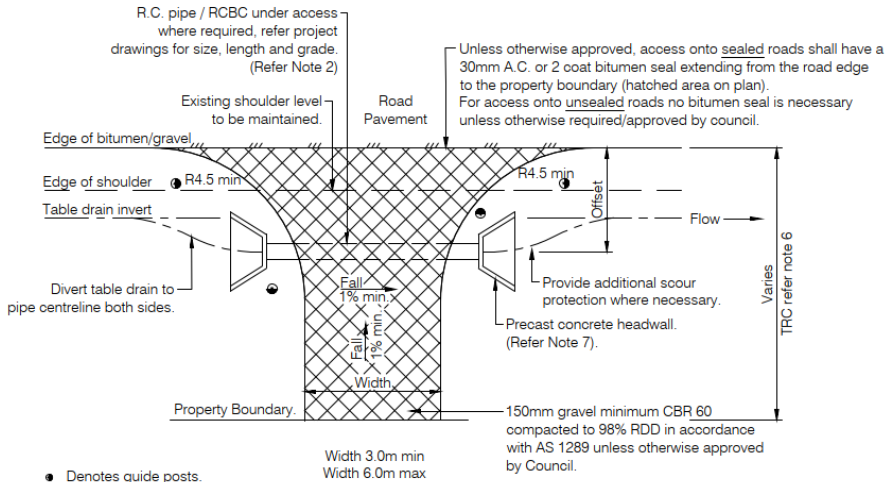 R.C. pipe / RCBC under access
where required, refer project
drawings for size, length and grade.
(Refer Note 2)
Unless otherwise approved, access onto sealed roads shall have a
30mm A.C. or 2 coat bitumen seal extending from the road edge
to the property boundary (hatched area on plan).
For access onto unsealed roads no bitumen seal is necessary
unless otherwise required/approved by council.
Existing shoulder level
to be maintained.
Road
Pavement
Edge of bitumen/gravel
Edge of shoulder
R4.5 min
R4.5 min
Table drain invert
Offset
Flow
Varies
TRC refer note 6
Divert table drain to
pipe centreline both sides.
Fall
1% min.
Fall
1% min.
Provide additional scour
protection where necessary.
Precast concrete headwall.
(Refer Note 7).
Width
Property Boundary.
150mm gravel minimum CBR 60
compacted to 98% RDD in accordance
with AS 1289 unless otherwise approved
by Council.
Width 3.0m min
Width 6.0m max
Denotes guide posts.